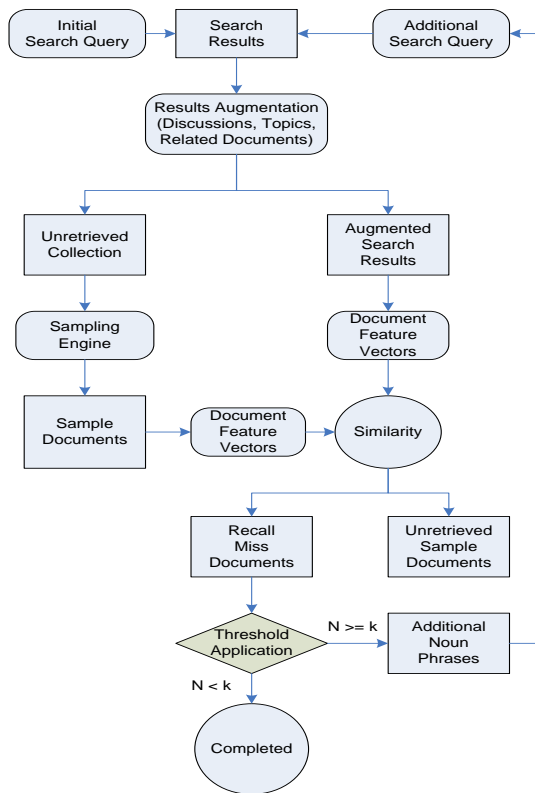 Initial
Search Query
Search
Results
Additional
Search Query
Results Augmentation
(Discussions, Topics,
Related Documents)
Unretrieved
Collection
Augmented
Search
Results
Sampling
Engine
Document
Feature
Vectors
Sample
Documents
Document
Feature
Vectors
Similarity
Recall
Miss
Documents
Unretrieved
Sample
Documents
Threshold
Application
N >= k
Additional
Noun
Phrases
N < k
Completed